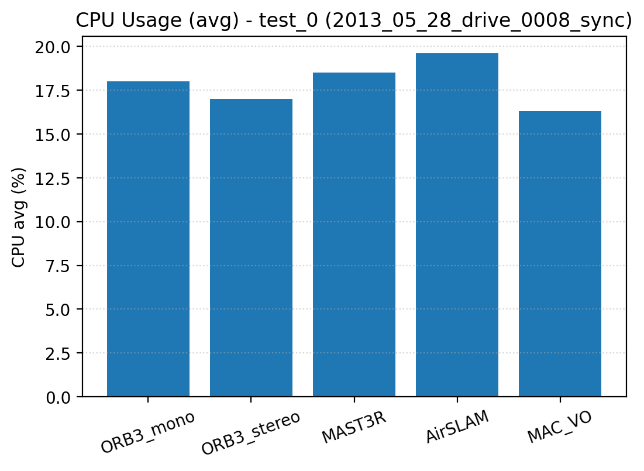 CPU Usage (avg) - test_0 (2013_05_28_drive_0008_sync)
20.0
17.5
15.0
12.5
10.0
7.5
5.0
2.5
0.0
CPU avg (%)
ORB3_mono
ORB3_stereo
MAST3R
AirSLAM
MAC_VO